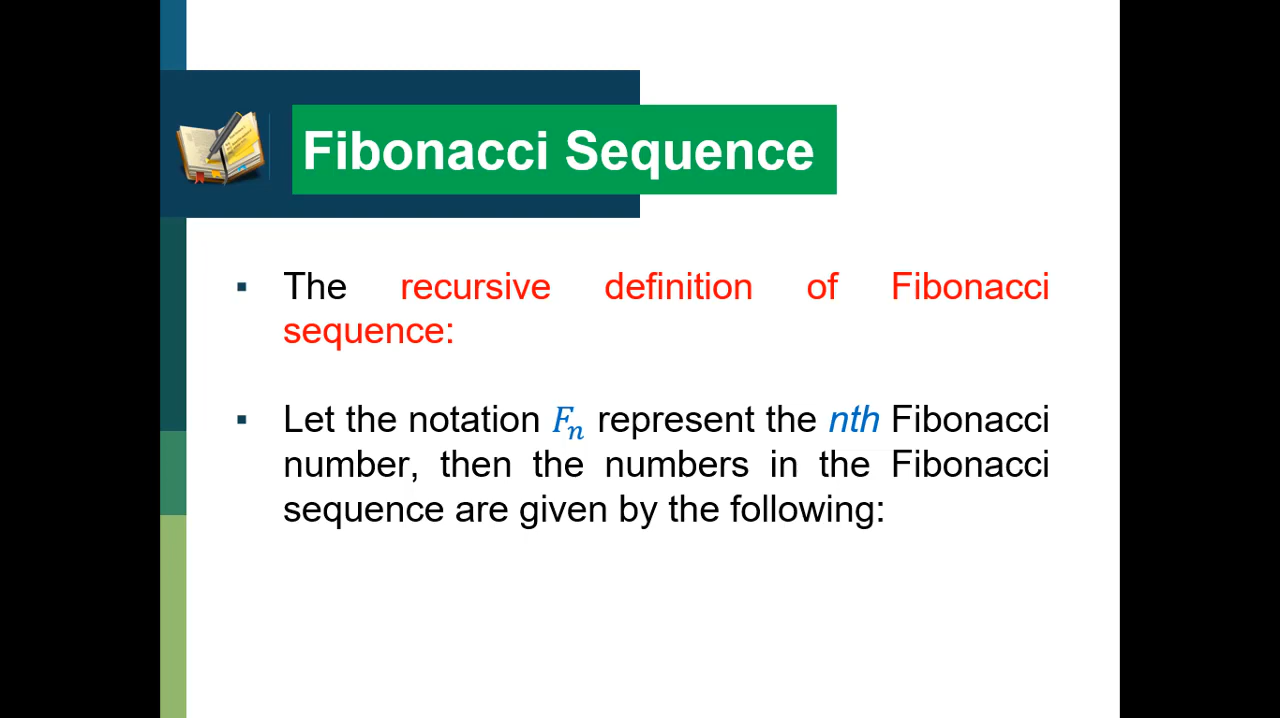 Fibonacci Sequence
▪ The recursive definition of Fibonacci
sequence:
▪ Let the notation Fₙ represent the nth Fibonacci
number, then the numbers in the Fibonacci
sequence are given by the following: